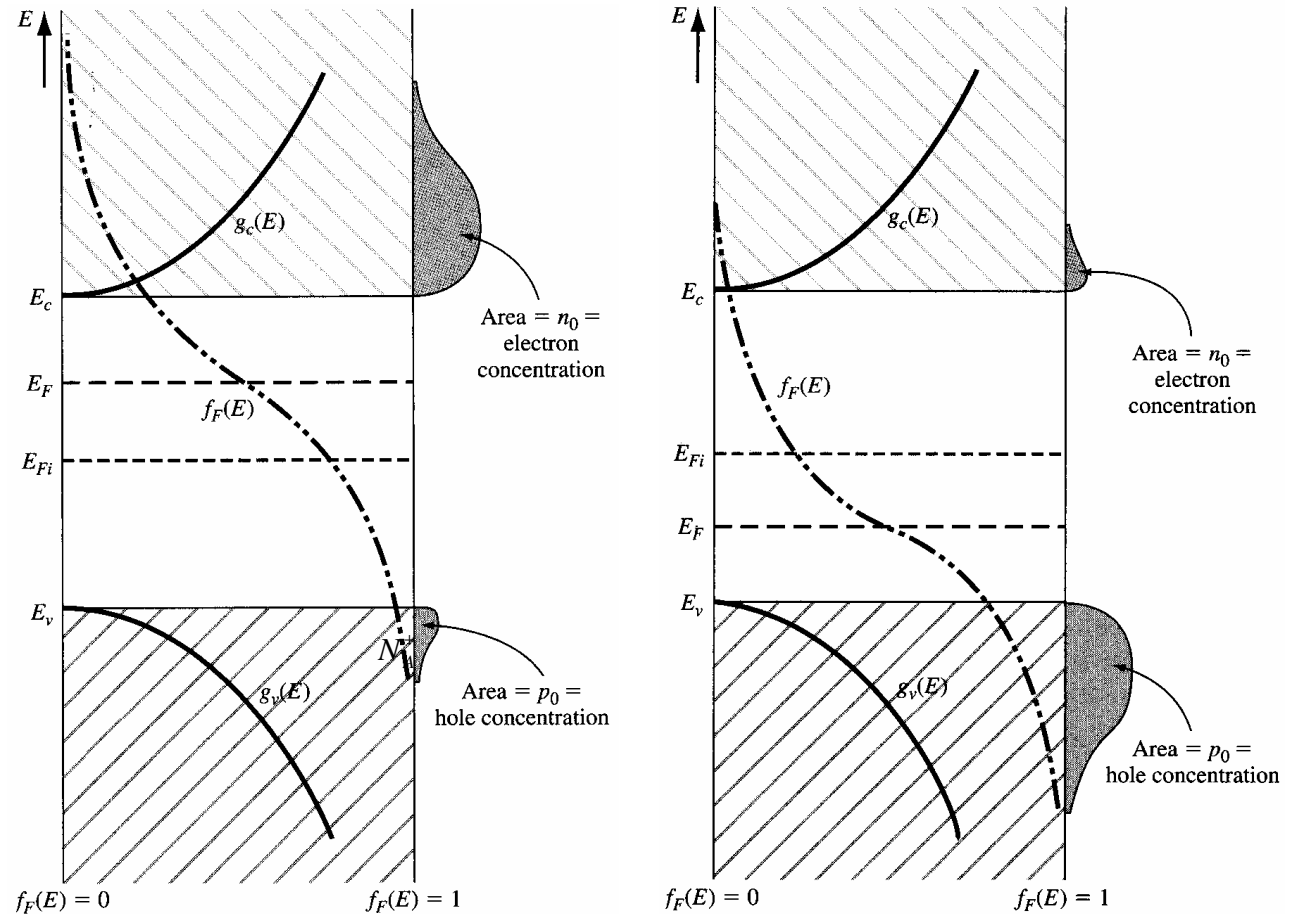 E
g_c(E)
E_c
Area = n_0 =
electron
concentration
E_F
f_F(E)
E_Fi
E_v
N
g_v(E)
Area = p_0 =
hole concentration
f_F(E) = 0
f_F(E) = 1
E
g_c(E)
E_c
Area = n_0 =
electron
concentration
f_F(E)
E_Fi
E_F
E_v
g_v(E)
Area = p_0 =
hole concentration
f_F(E) = 0
f_F(E) = 1